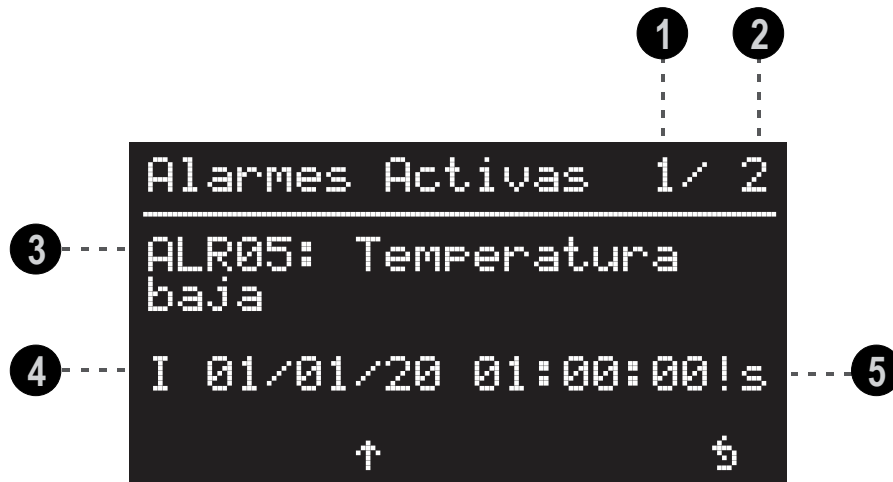 1 2
Alarmes Activas 1/ 2
3
ALR05: Temperatura
baja
4
I 01/01/20 01:00:00!s
5